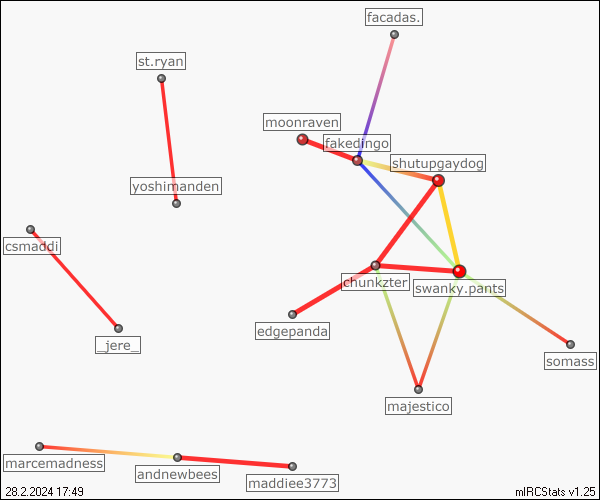 facadas.
st.ryan
moonraven
fakedingo
shutupgaydog
yoshimanden
csmaddi
chunkzter
swanky.pants
edgepanda
_jere_
somass
majestico
marcemadness
andnewbees
maddiee3773
28.2.2024 17:49
mIRCStats v1.25